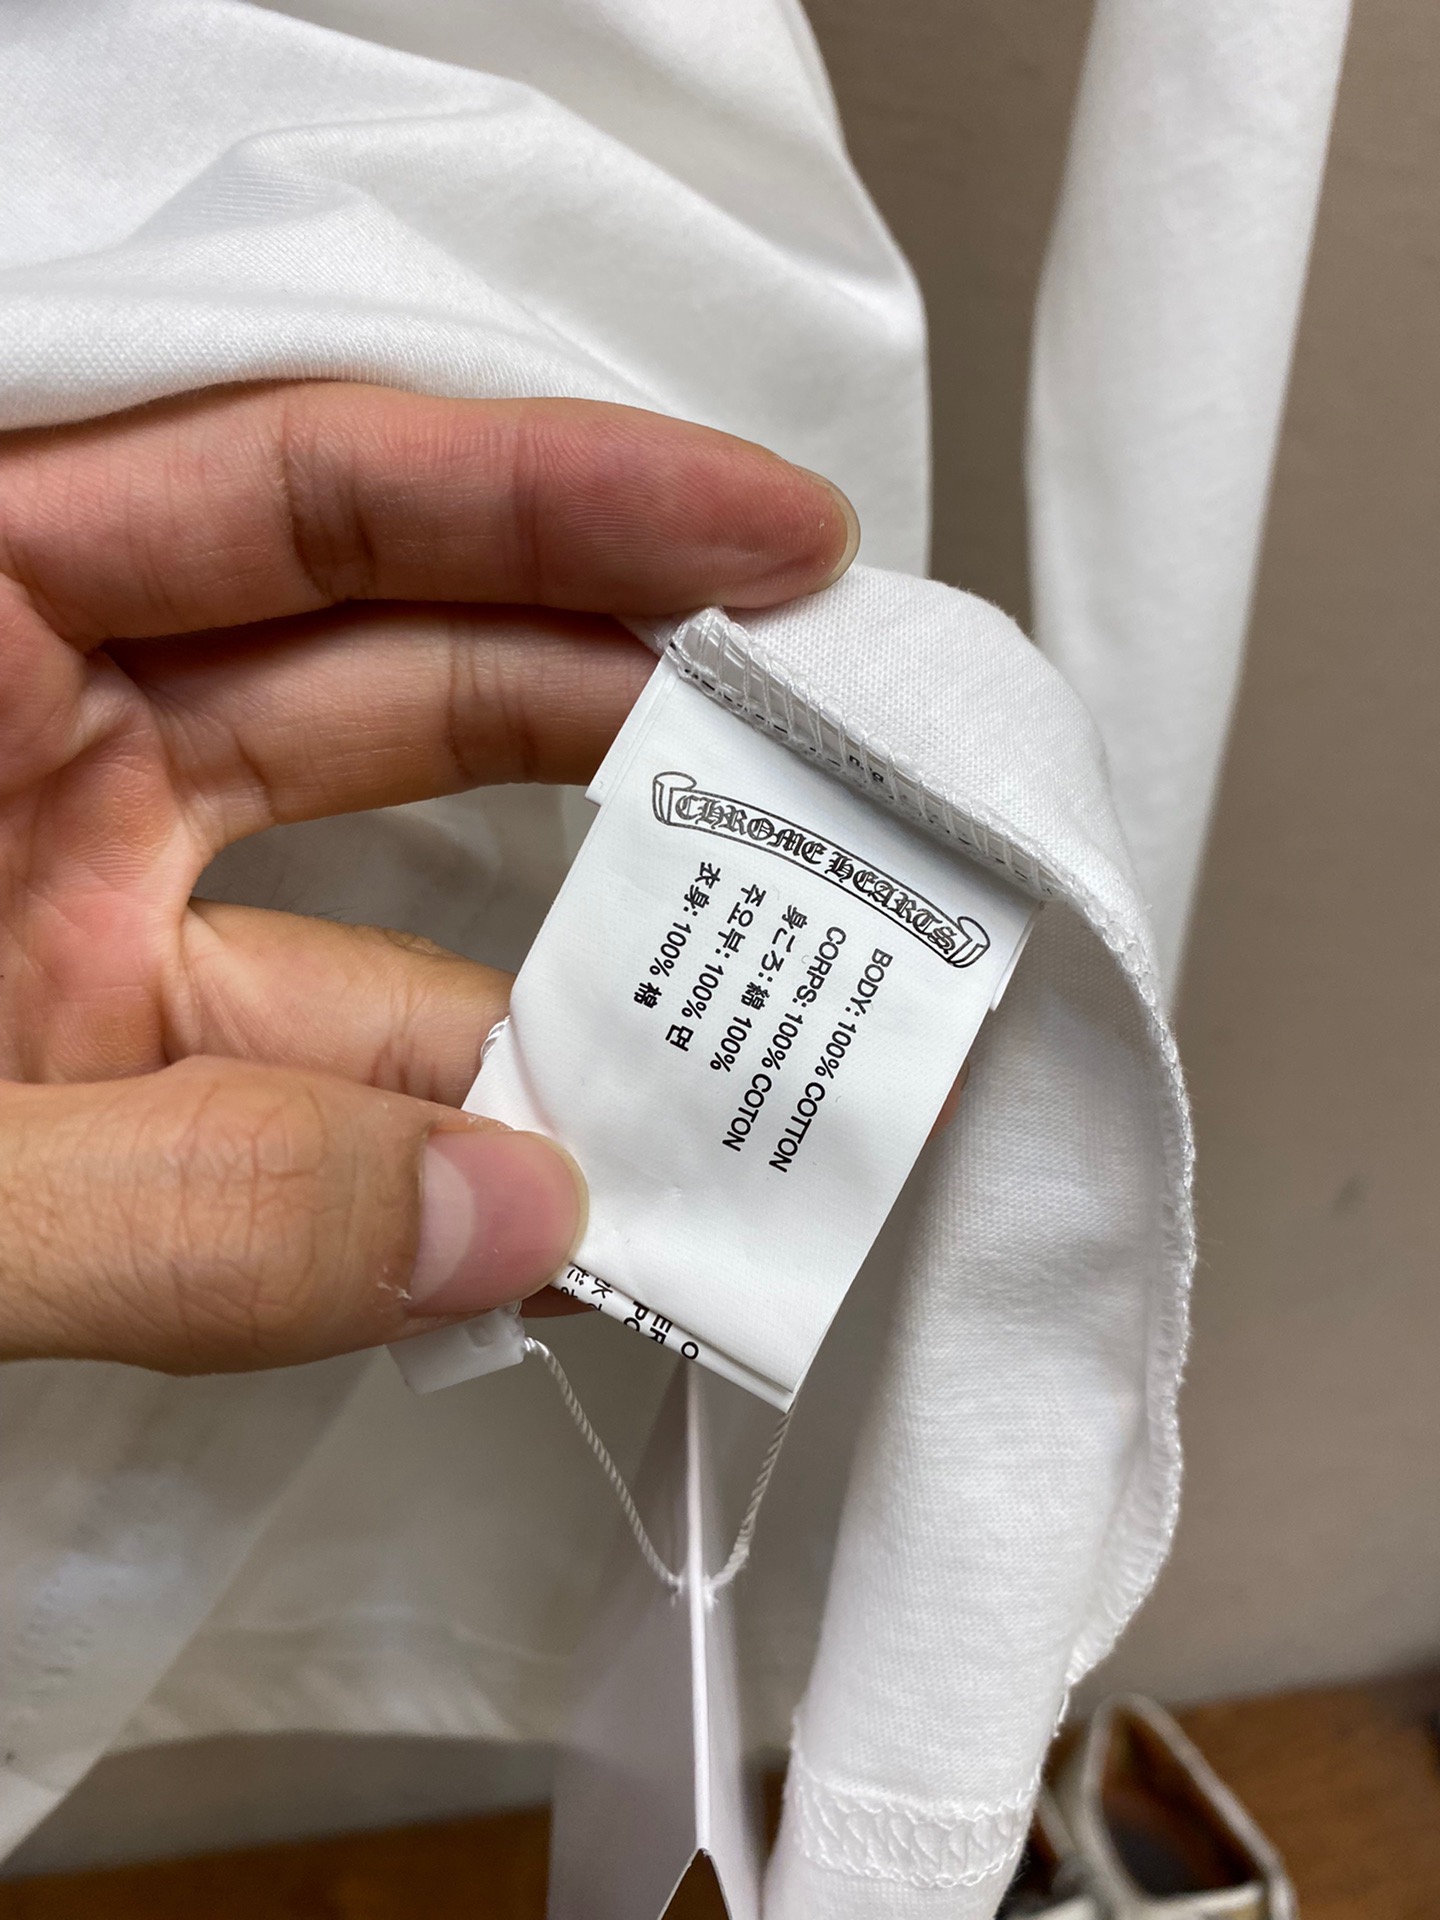 CHROME HEARTS
BODY: 100% COTTON
CORPS: 100% COTON
身ごろ: 綿 100%
주요부: 100% 면
衣身: 100% 棉